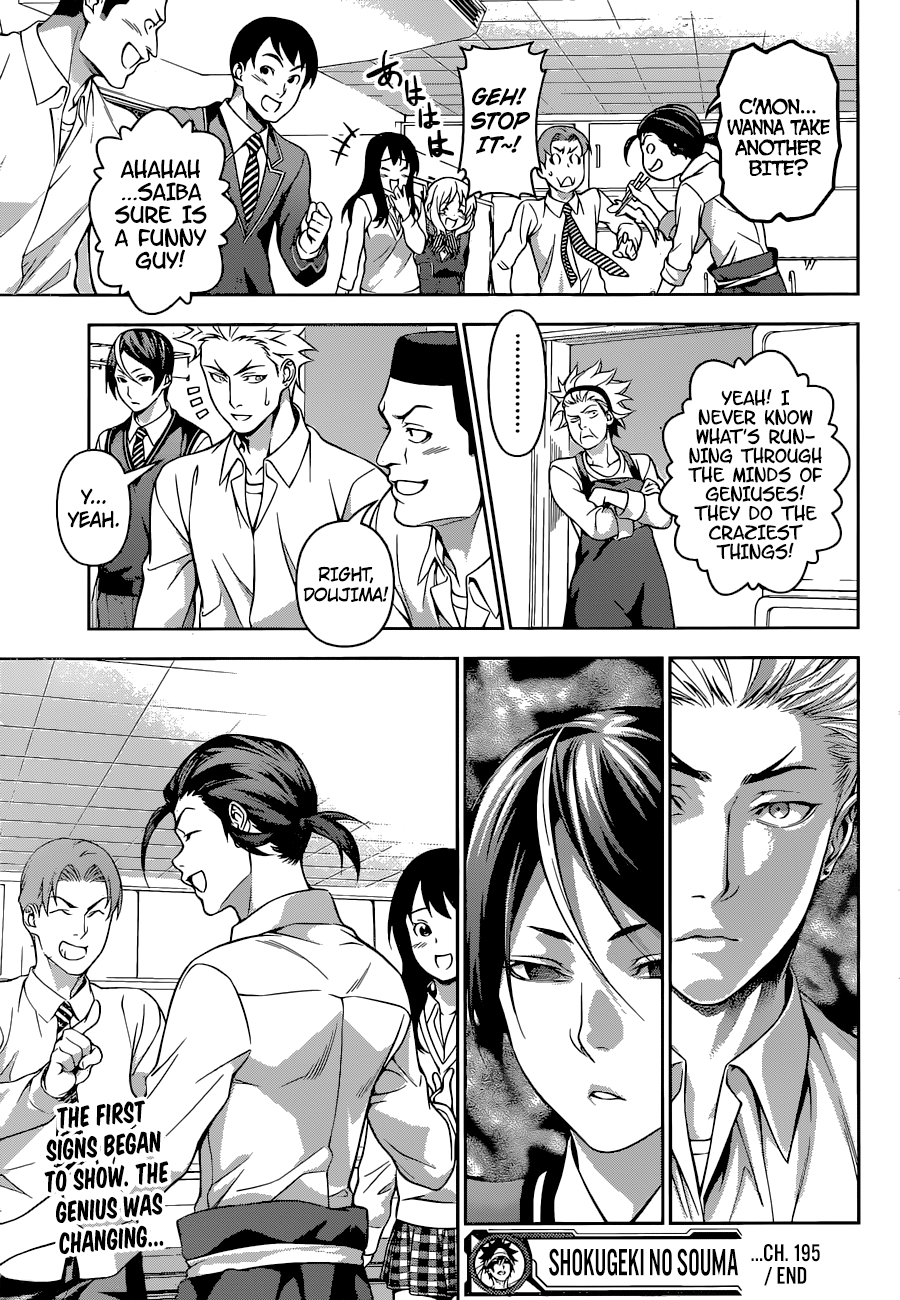 C'MON...
WANNA TAKE
ANOTHER
BITE?
GEH!
STOP
IT~!
あはははは
AHAHAH
...SAIBA
SURE IS
A FUNNY
GUY!
YEAH! I
NEVER KNOW
WHAT'S RUN-
NING THROUGH
THE MINDS OF
GENIUSES!
THEY DO THE
CRAZIEST
THINGS!
..........
RIGHT,
DOUJIMA!
Y...
YEAH.
THE FIRST
SIGNS BEGAN
TO SHOW. THE
GENIUS WAS
CHANGING...
SHOKUGEKI NO SOUMA
...CH. 195
/ END